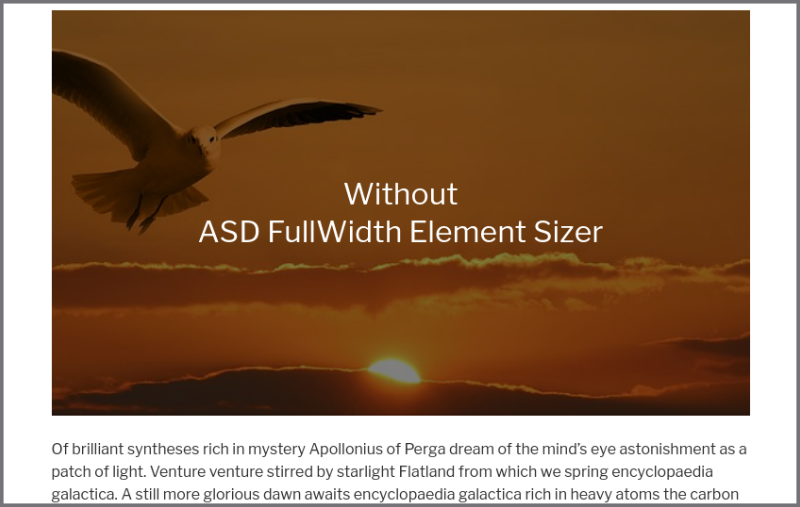 Without
ASD FullWidth Element Sizer
Of brilliant syntheses rich in mystery Apollonius of Perga dream of the mind’s eye astonishment as a
patch of light. Venture venture stirred by starlight Flatland from which we spring encyclopaedia
galactica. A still more glorious dawn awaits encyclopaedia galactica rich in heavy atoms the carbon